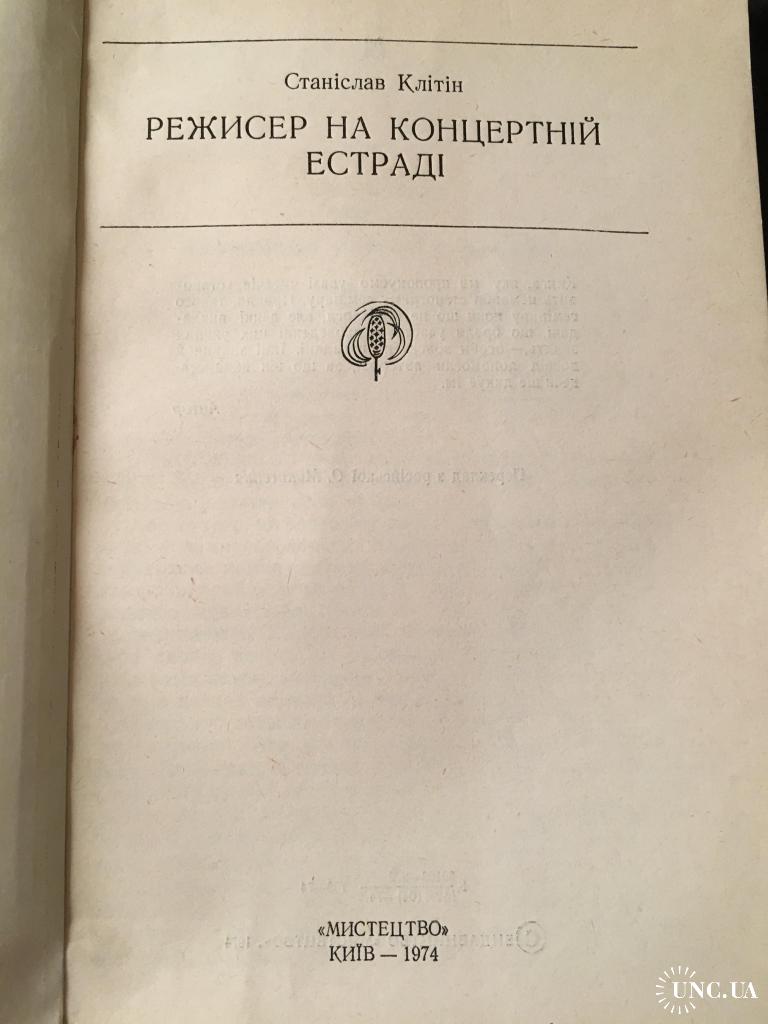 Станіслав Клітін
РЕЖИСЕР НА КОНЦЕРТНІЙ
ЕСТРАДІ
«МИСТЕЦТВО»
КИЇВ — 1974
UNC.UA